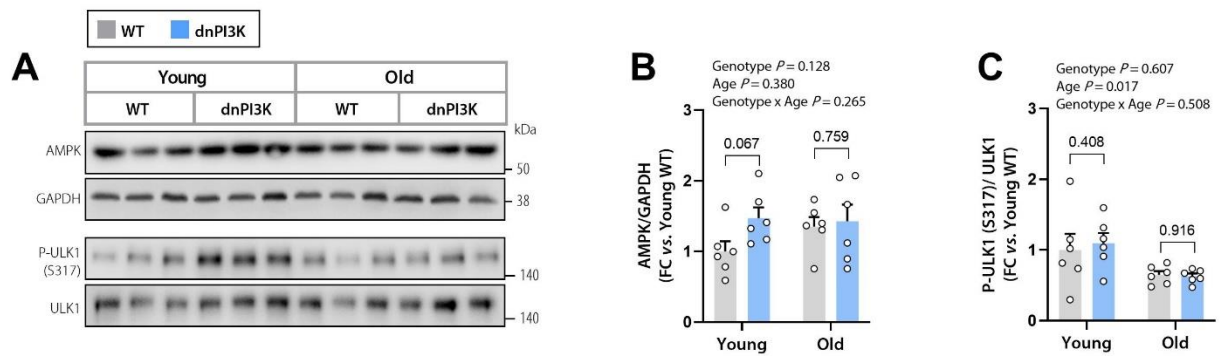 WT dnPI3K
A
Young Old
WT dnPI3K WT dnPI3K
kDa
AMPK
50
GAPDH
38
P-ULK1
(S317)
140
ULK1
140
B
Genotype P = 0.128
Age P = 0.380
Genotype x Age P = 0.265
AMPK/GAPDH
(FC vs. Young WT)
3
2
1
0
0.067
0.759
Young Old
C
Genotype P = 0.607
Age P = 0.017
Genotype x Age P = 0.508
P-ULK1 (S317)/ ULK1
(FC vs. Young WT)
3
2
1
0
0.408
0.916
Young Old